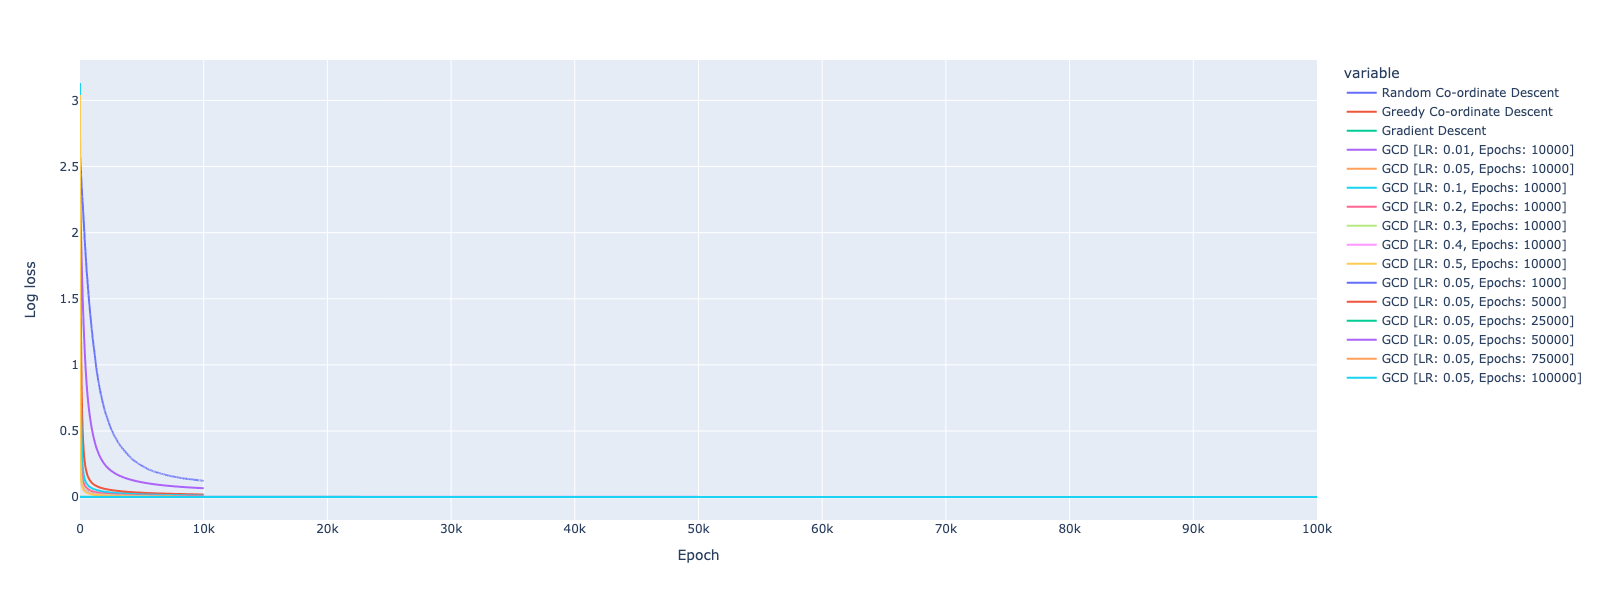 variable
Random Co-ordinate Descent
Greedy Co-ordinate Descent
Gradient Descent
GCD [LR: 0.01, Epochs: 10000]
GCD [LR: 0.05, Epochs: 10000]
GCD [LR: 0.1, Epochs: 10000]
GCD [LR: 0.2, Epochs: 10000]
GCD [LR: 0.3, Epochs: 10000]
GCD [LR: 0.4, Epochs: 10000]
GCD [LR: 0.5, Epochs: 10000]
GCD [LR: 0.05, Epochs: 1000]
GCD [LR: 0.05, Epochs: 5000]
GCD [LR: 0.05, Epochs: 25000]
GCD [LR: 0.05, Epochs: 50000]
GCD [LR: 0.05, Epochs: 75000]
GCD [LR: 0.05, Epochs: 100000]
Log loss
3
2.5
2
1.5
1
0.5
0
0 10k 20k 30k 40k 50k 60k 70k 80k 90k 100k
Epoch